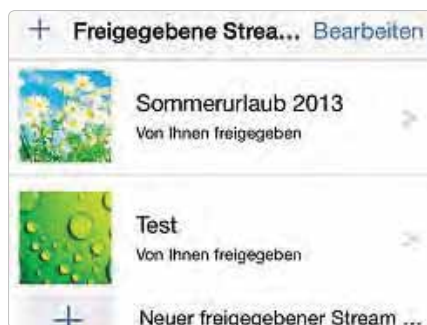 + Freigegebene Strea... Bearbeiten
Sommerurlaub 2013
Von Ihnen freigegeben
Test
Von Ihnen freigegeben
+ Neuer freigegebener Stream ...